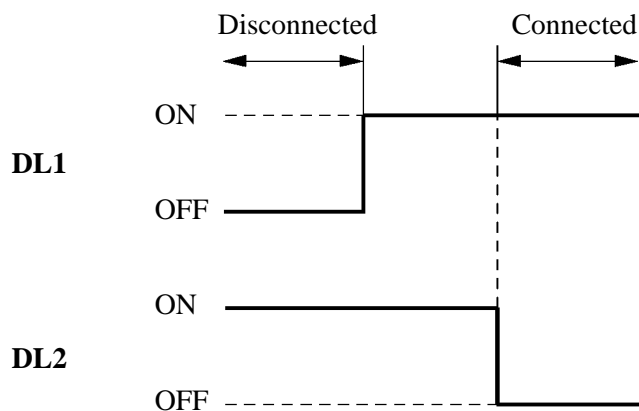 Disconnected Connected
ON
DL1
OFF
ON
DL2
OFF